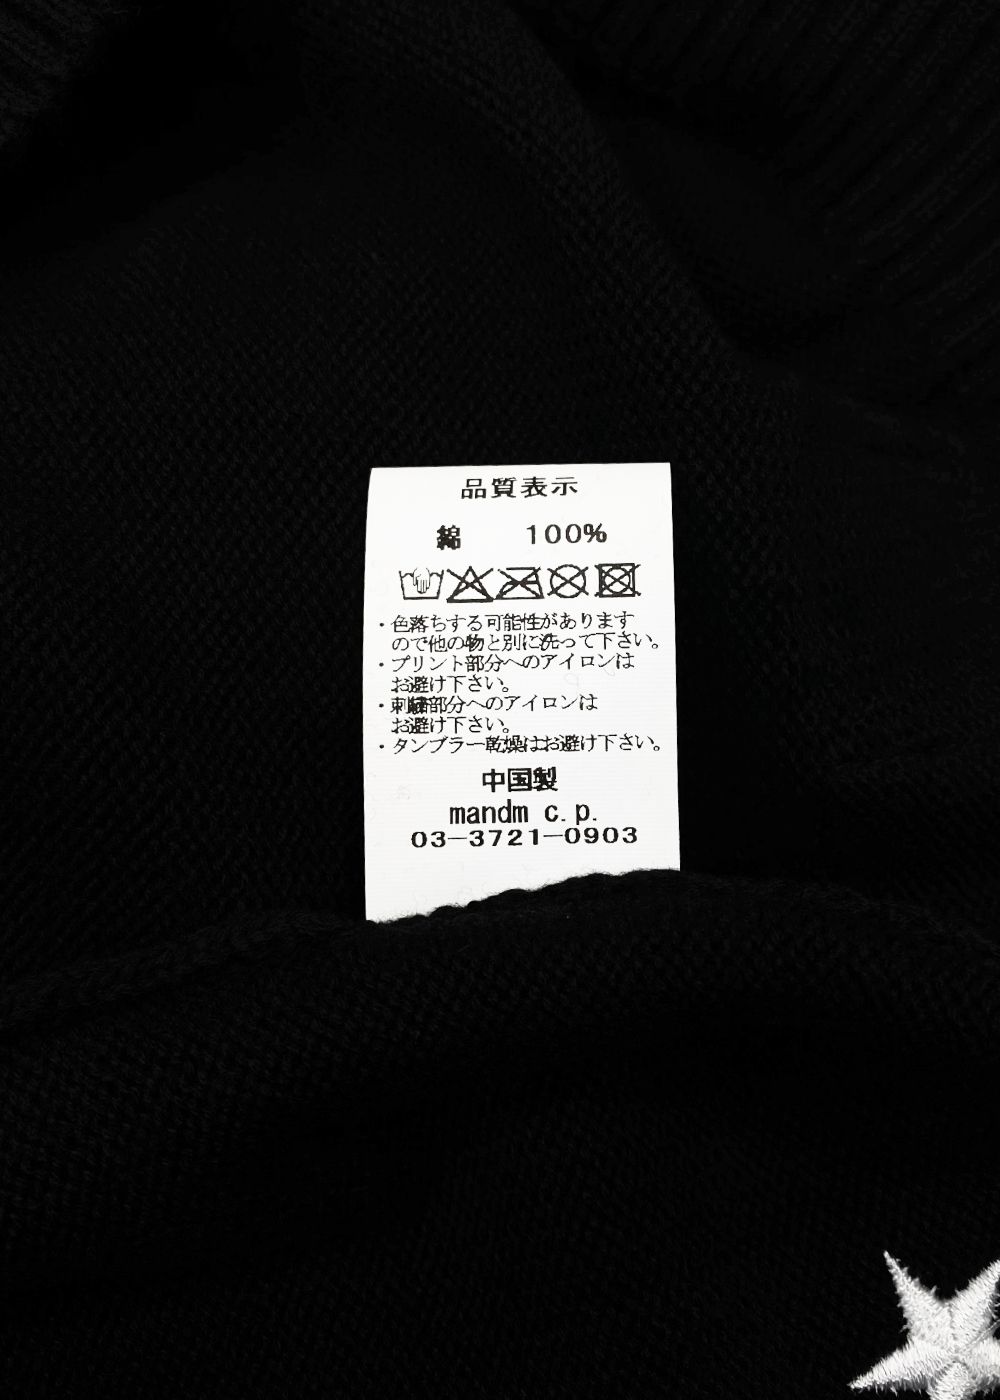 品質表示
綿 100%
・色落ちする可能性があります
ので他の物と別に洗って下さい。
・プリント部分へのアイロンは
お避け下さい。
・刺繍部分へのアイロンは
お避け下さい。
・タンブラー乾燥はお避け下さい。
中国製
mandm c.p.
03-3721-0903